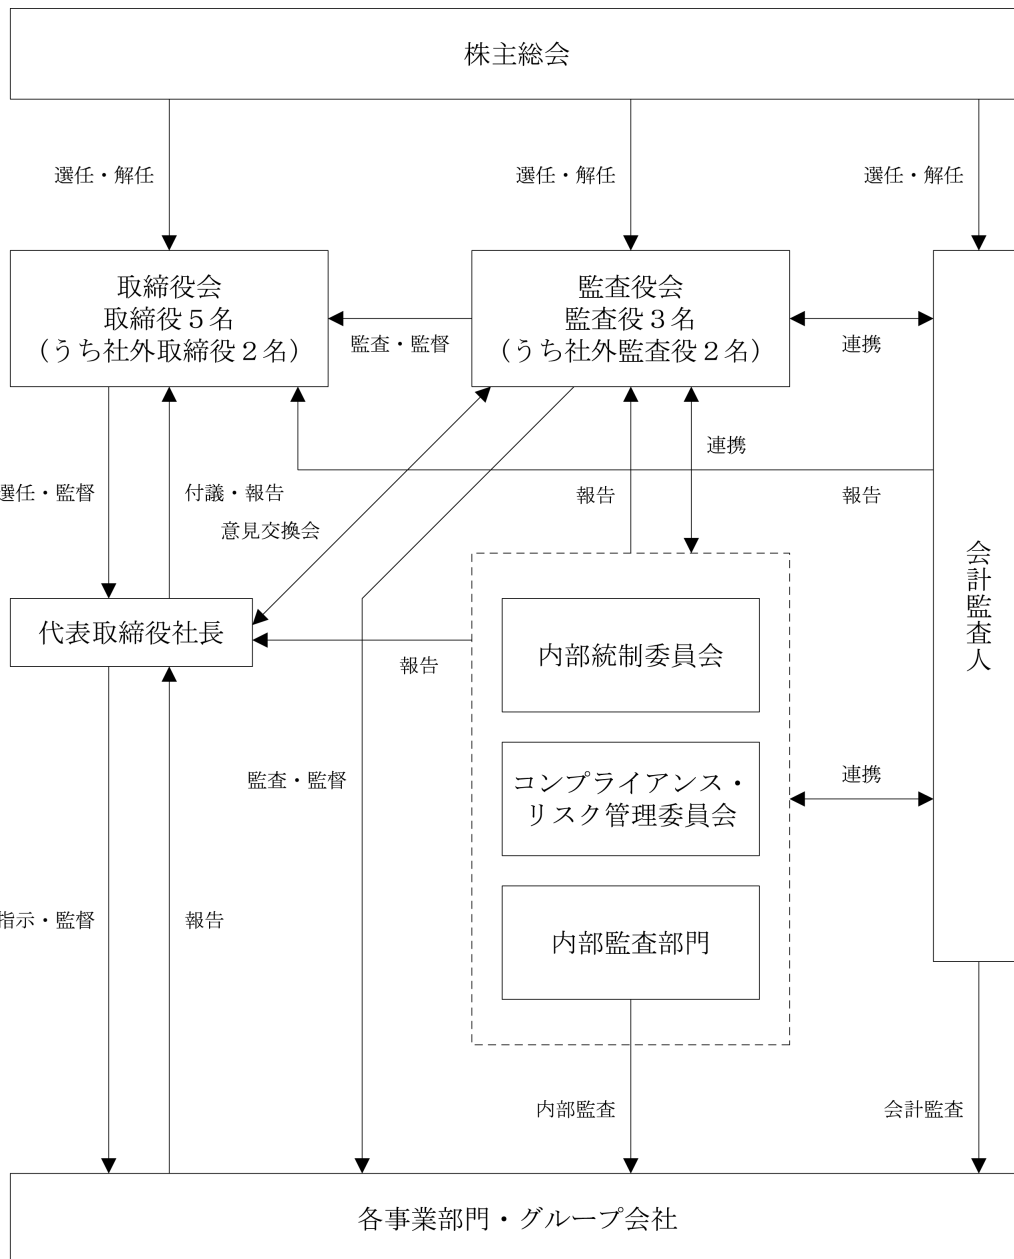 株主総会
選任・解任
選任・解任
選任・解任
取締役会
取締役５名
（うち社外取締役２名）
監査・監督
監査役会
監査役３名
（うち社外監査役２名）
連携
選任・監督
付議・報告
意見交換会
報告
連携
報告
会計監査人
代表取締役社長
報告
内部統制委員会
監査・監督
コンプライアンス・
リスク管理委員会
連携
指示・監督
報告
内部監査部門
内部監査
会計監査
各事業部門・グループ会社